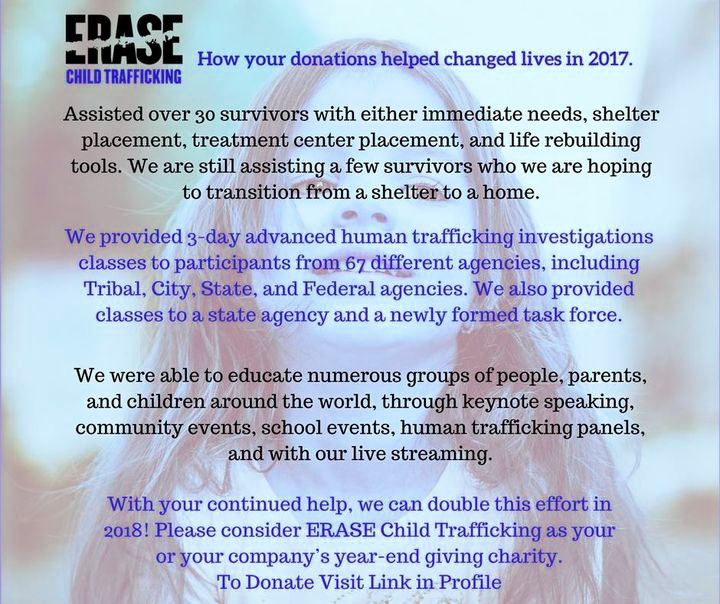 ERASE
CHILD TRAFFICKING
How your donations helped changed lives in 2017.
Assisted over 30 survivors with either immediate needs, shelter
placement, treatment center placement, and life rebuilding
tools. We are still assisting a few survivors who we are hoping
to transition from a shelter to a home.
We provided 3-day advanced human trafficking investigations
classes to participants from 67 different agencies, including
Tribal, City, State, and Federal agencies. We also provided
classes to a state agency and a newly formed task force.
We were able to educate numerous groups of people, parents,
and children around the world, through keynote speaking,
community events, school events, human trafficking panels,
and with our live streaming.
With your continued help, we can double this effort in
2018! Please consider ERASE Child Trafficking as your
or your company's year-end giving charity.
To Donate Visit Link in Profile